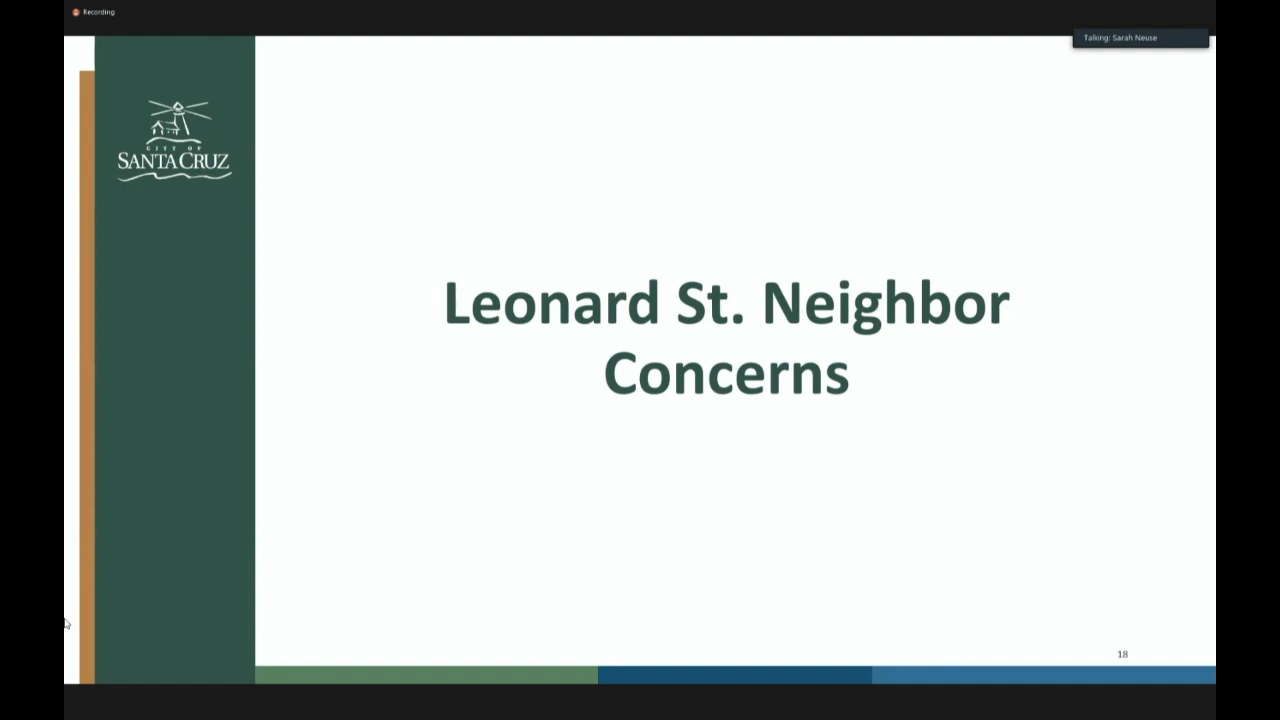 Recording
Talking: Sarah Neuse
CITY OF
SANTA CRUZ
Leonard St. Neighbor
Concerns
18